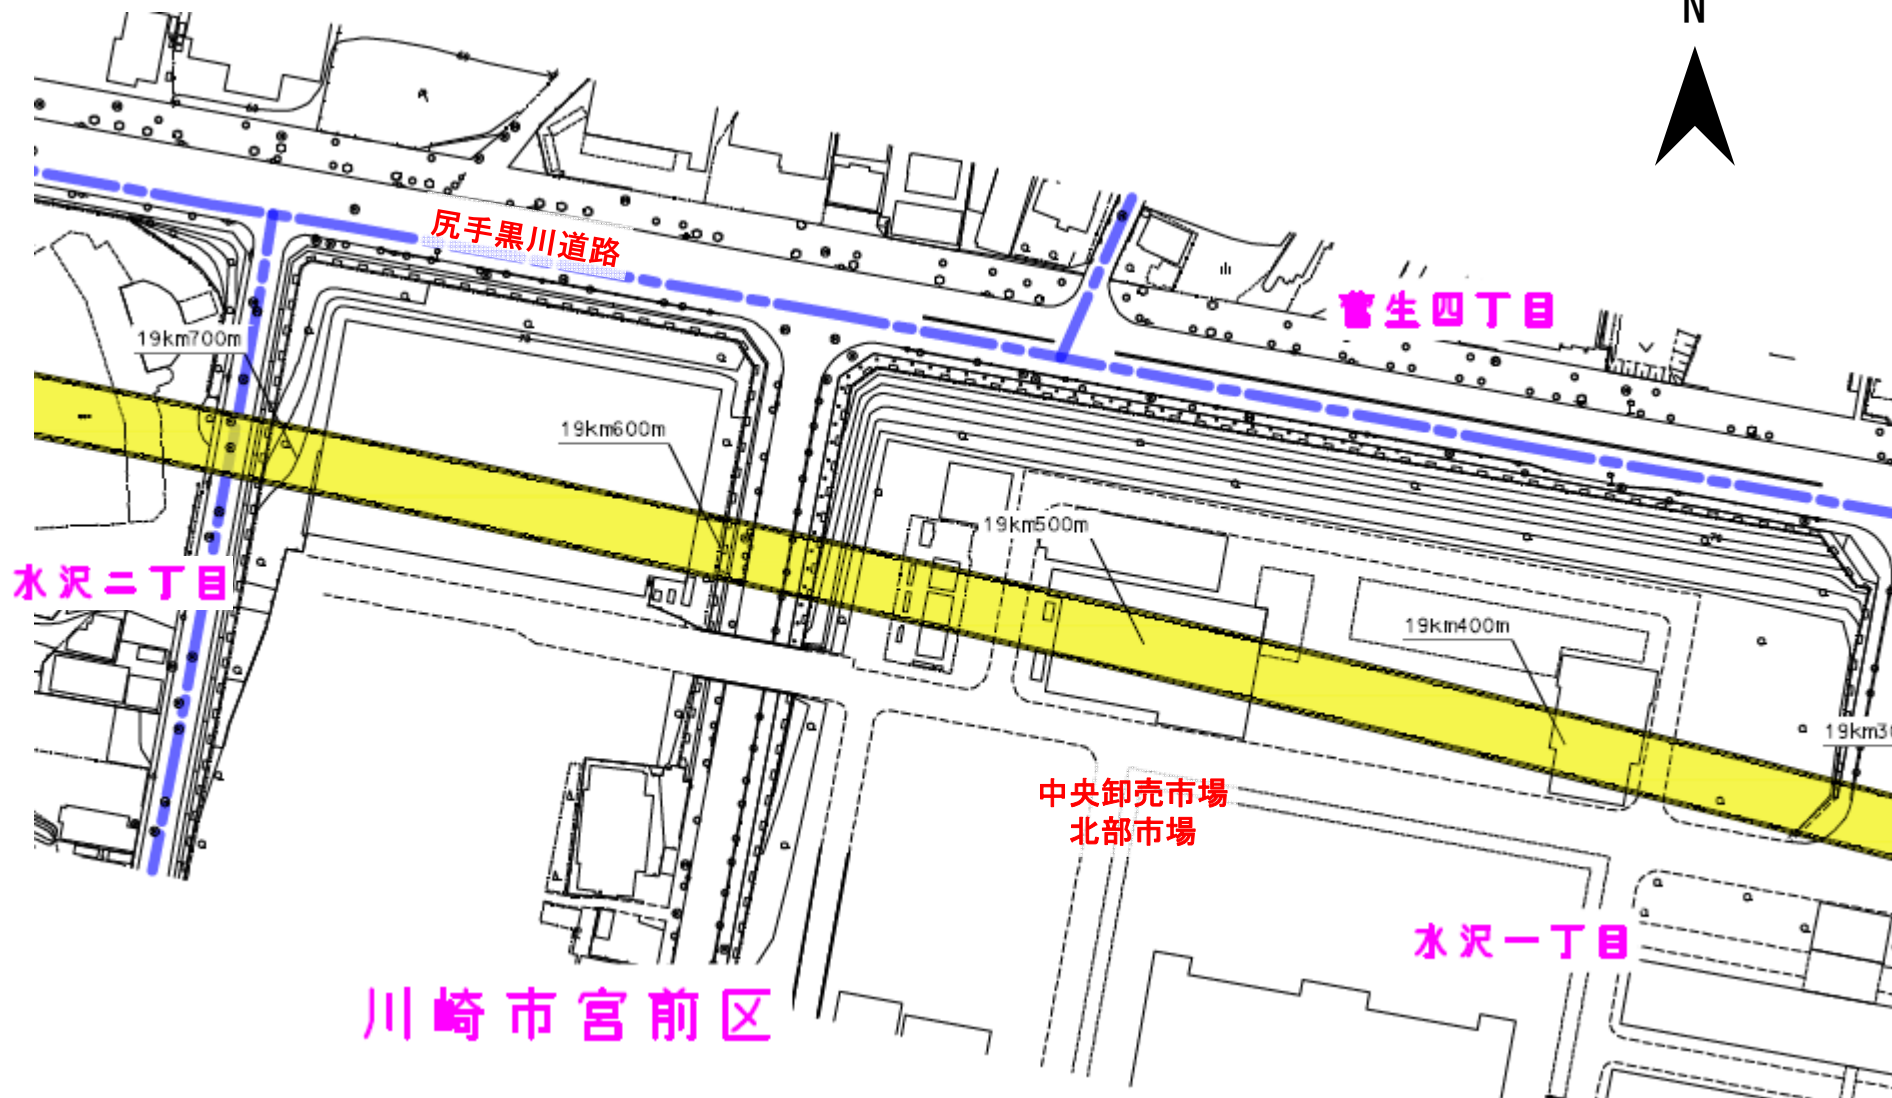 N
尻手黒川道路
菅生四丁目
19km700m
19km600m
19km500m
水沢二丁目
19km400m
19km30
中央卸売市場
北部市場
水沢一丁目
川崎市宮前区